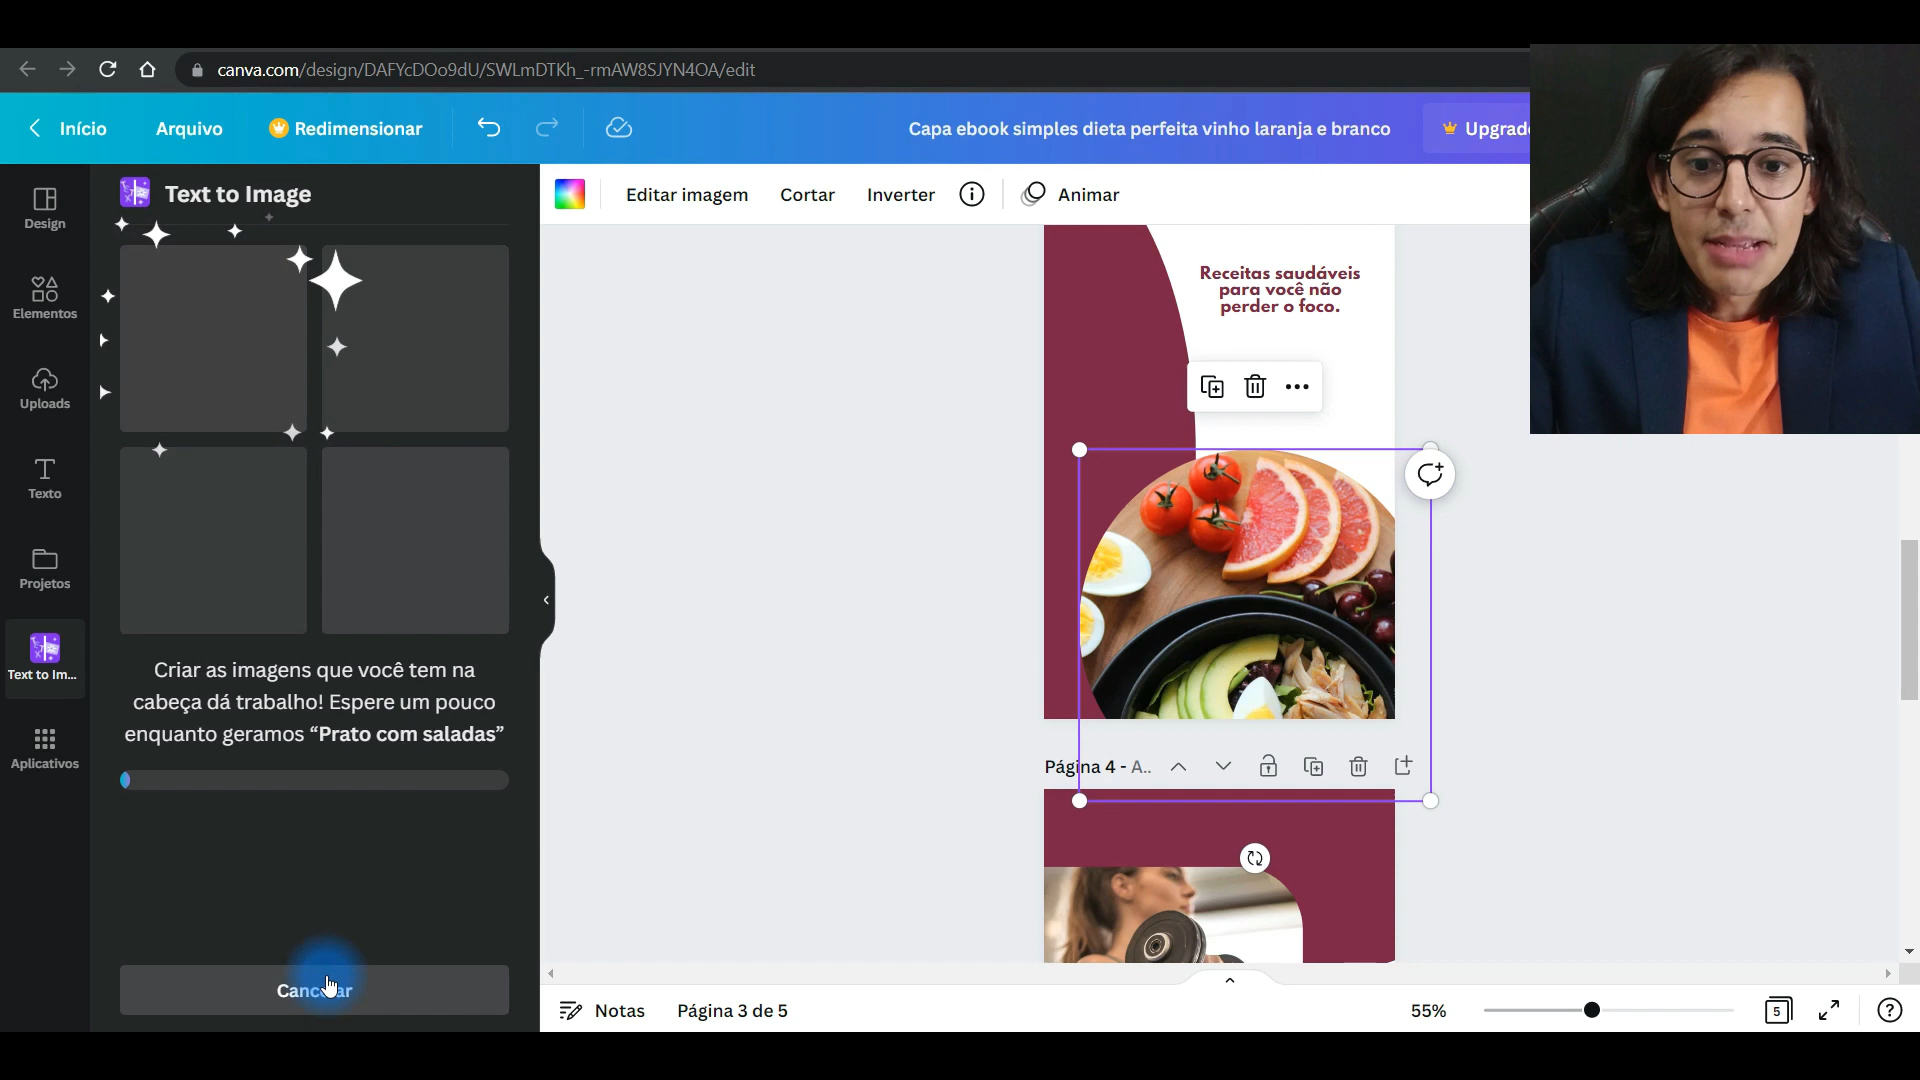 canva.com/design/DAFYcDOo9dU/SWLmDTKh_-rmAW8SJYN4OA/edit
Início
Arquivo
Redimensionar
Capa ebook simples dieta perfeita vinho laranja e branco
Text to Image
Design
Elementos
Uploads
Texto
Projetos
Text to Im...
Aplicativos
Criar as imagens que você tem na
cabeça dá trabalho! Espere um pouco
enquanto geramos “Prato com saladas”
Cancelar
Editar imagem
Cortar
Inverter
Animar
Receitas saudáveis
para você não
perder o foco.
Página 4 - A...
Notas
Página 3 de 5
55%
5